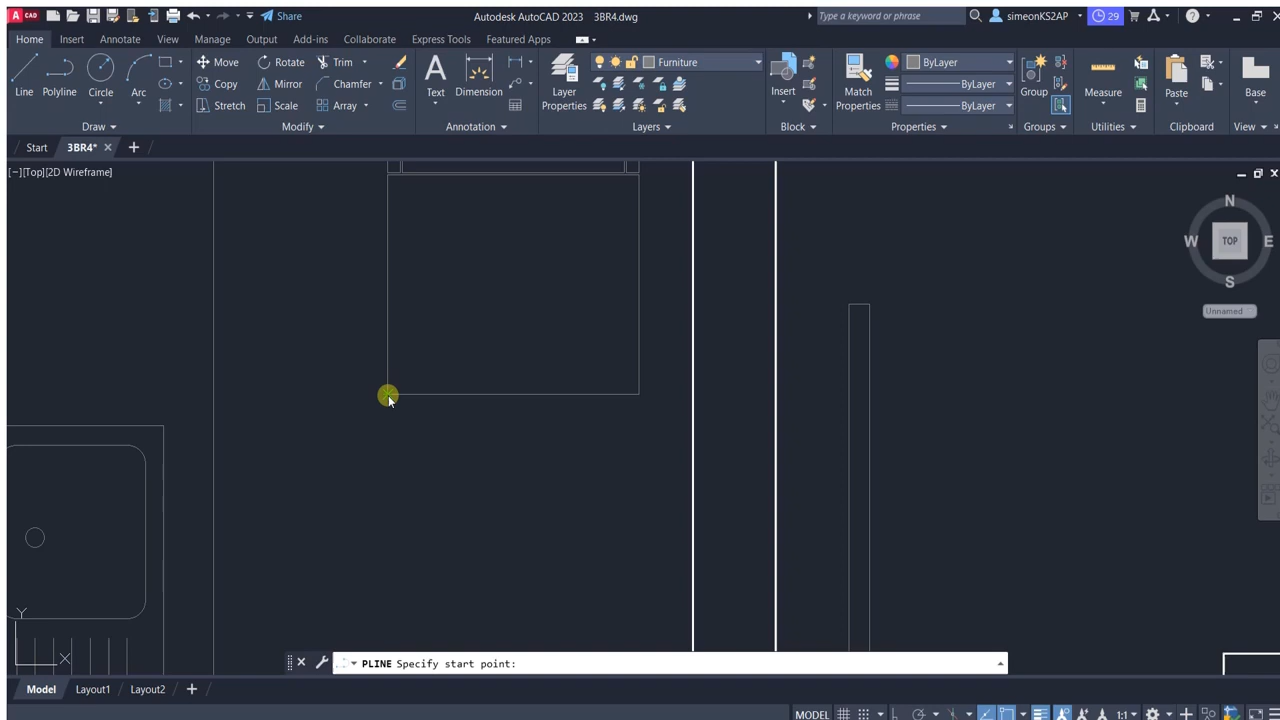 CAD
Share
Autodesk AutoCAD 2023 3BR4.dwg
Type a keyword or phrase
simeonKS2AP
29
Home Insert Annotate View Manage Output Add-ins Collaborate Express Tools Featured Apps
Line Polyline Circle Arc
Move Rotate Trim
Copy Mirror Chamfer
Stretch Scale Array
Text Dimension
Layer Properties
Furniture
Insert
Match Properties
ByLayer
ByLayer
ByLayer
Group
Measure
Paste
Base
Draw Modify Annotation Layers Block Properties Groups Utilities Clipboard View
Start 3BR4*
[−][Top][2D Wireframe]
N
W TOP E
S
Unnamed
Y
X
PLINE Specify start point:
Model Layout1 Layout2
MODEL 1:1